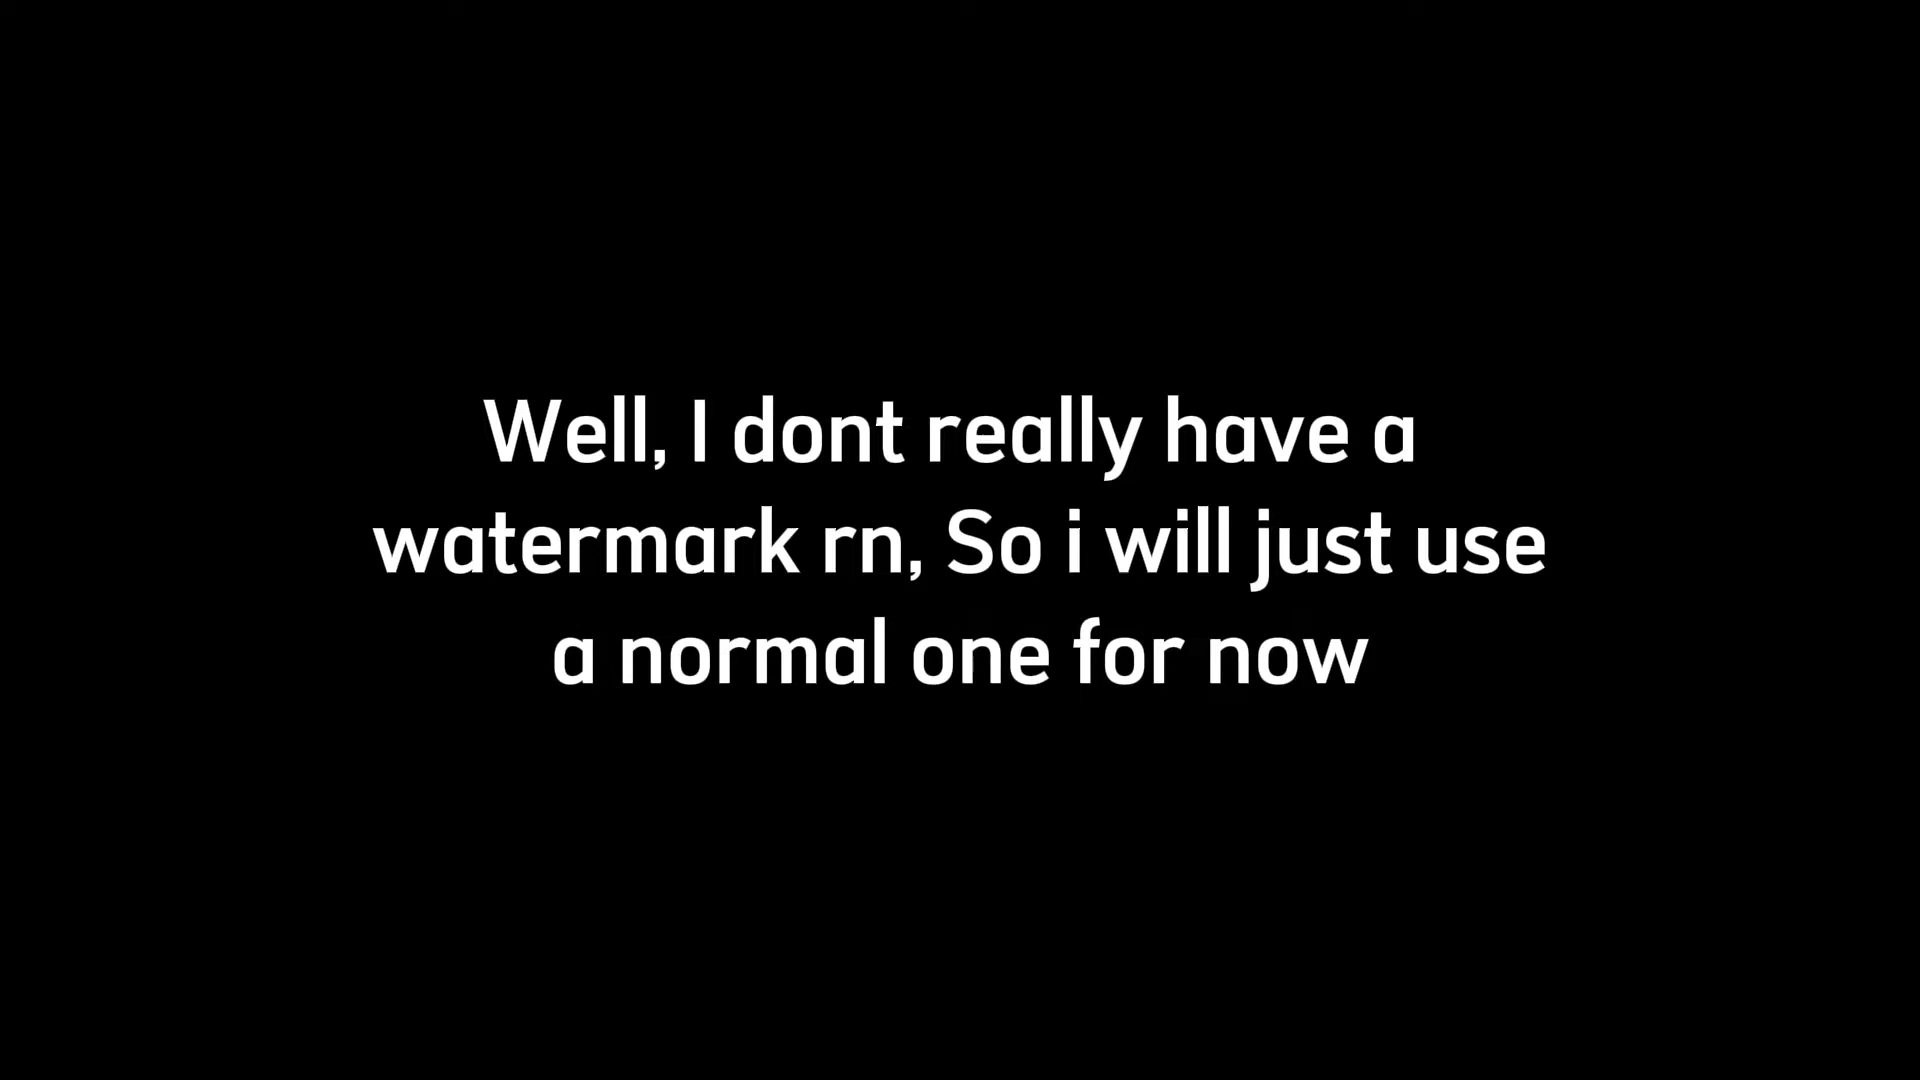 Well, I dont really have a
watermark rn, So i will just use
a normal one for now